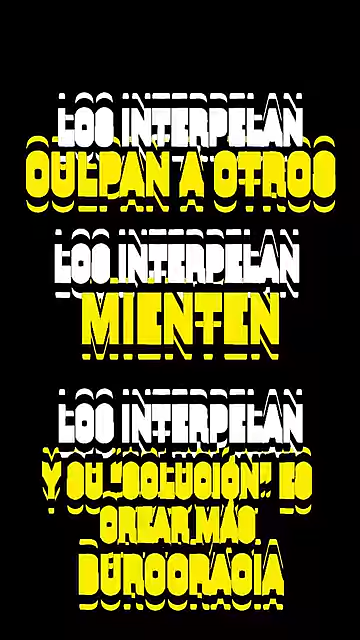 LOS INTERPELAN
CULPAN A OTROS
LOS INTERPELAN
MIENTEN
LOS INTERPELAN
Y SU "SOLUCIÓN" ES
CREAR MÁS
BUROCRACIA